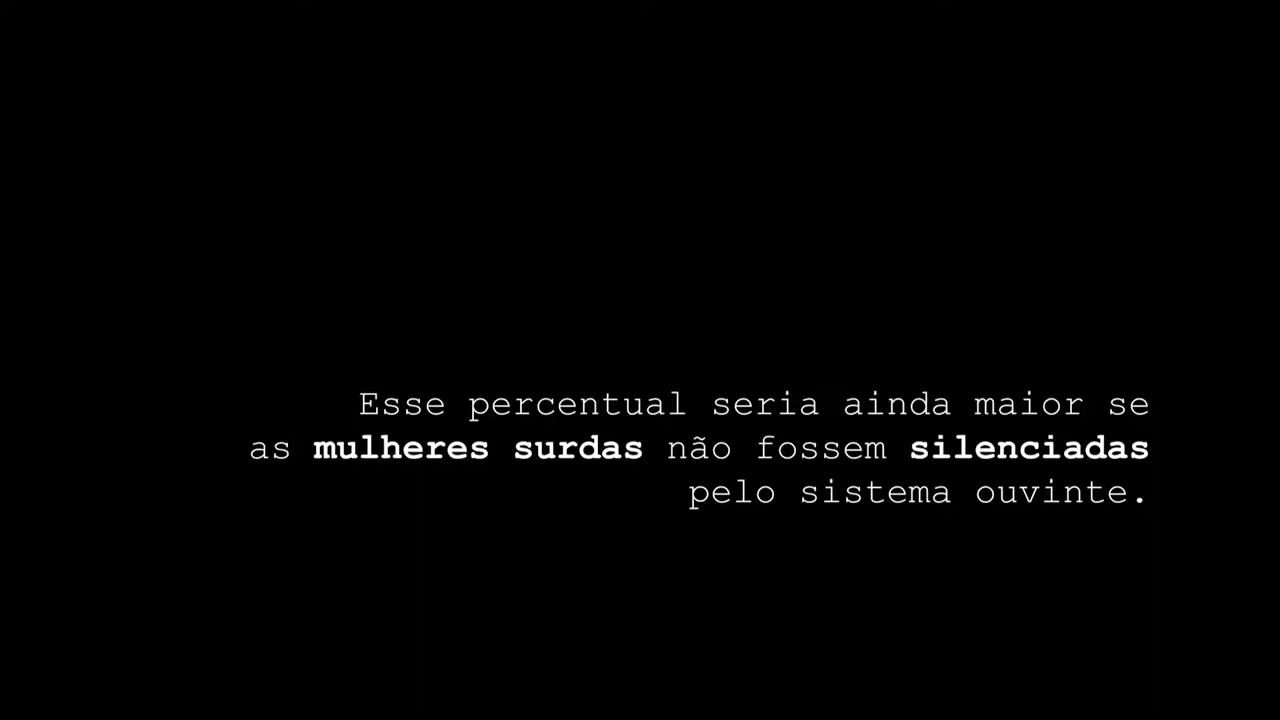 Esse percentual seria ainda maior se
as mulheres surdas não fossem silenciadas
pelo sistema ouvinte.